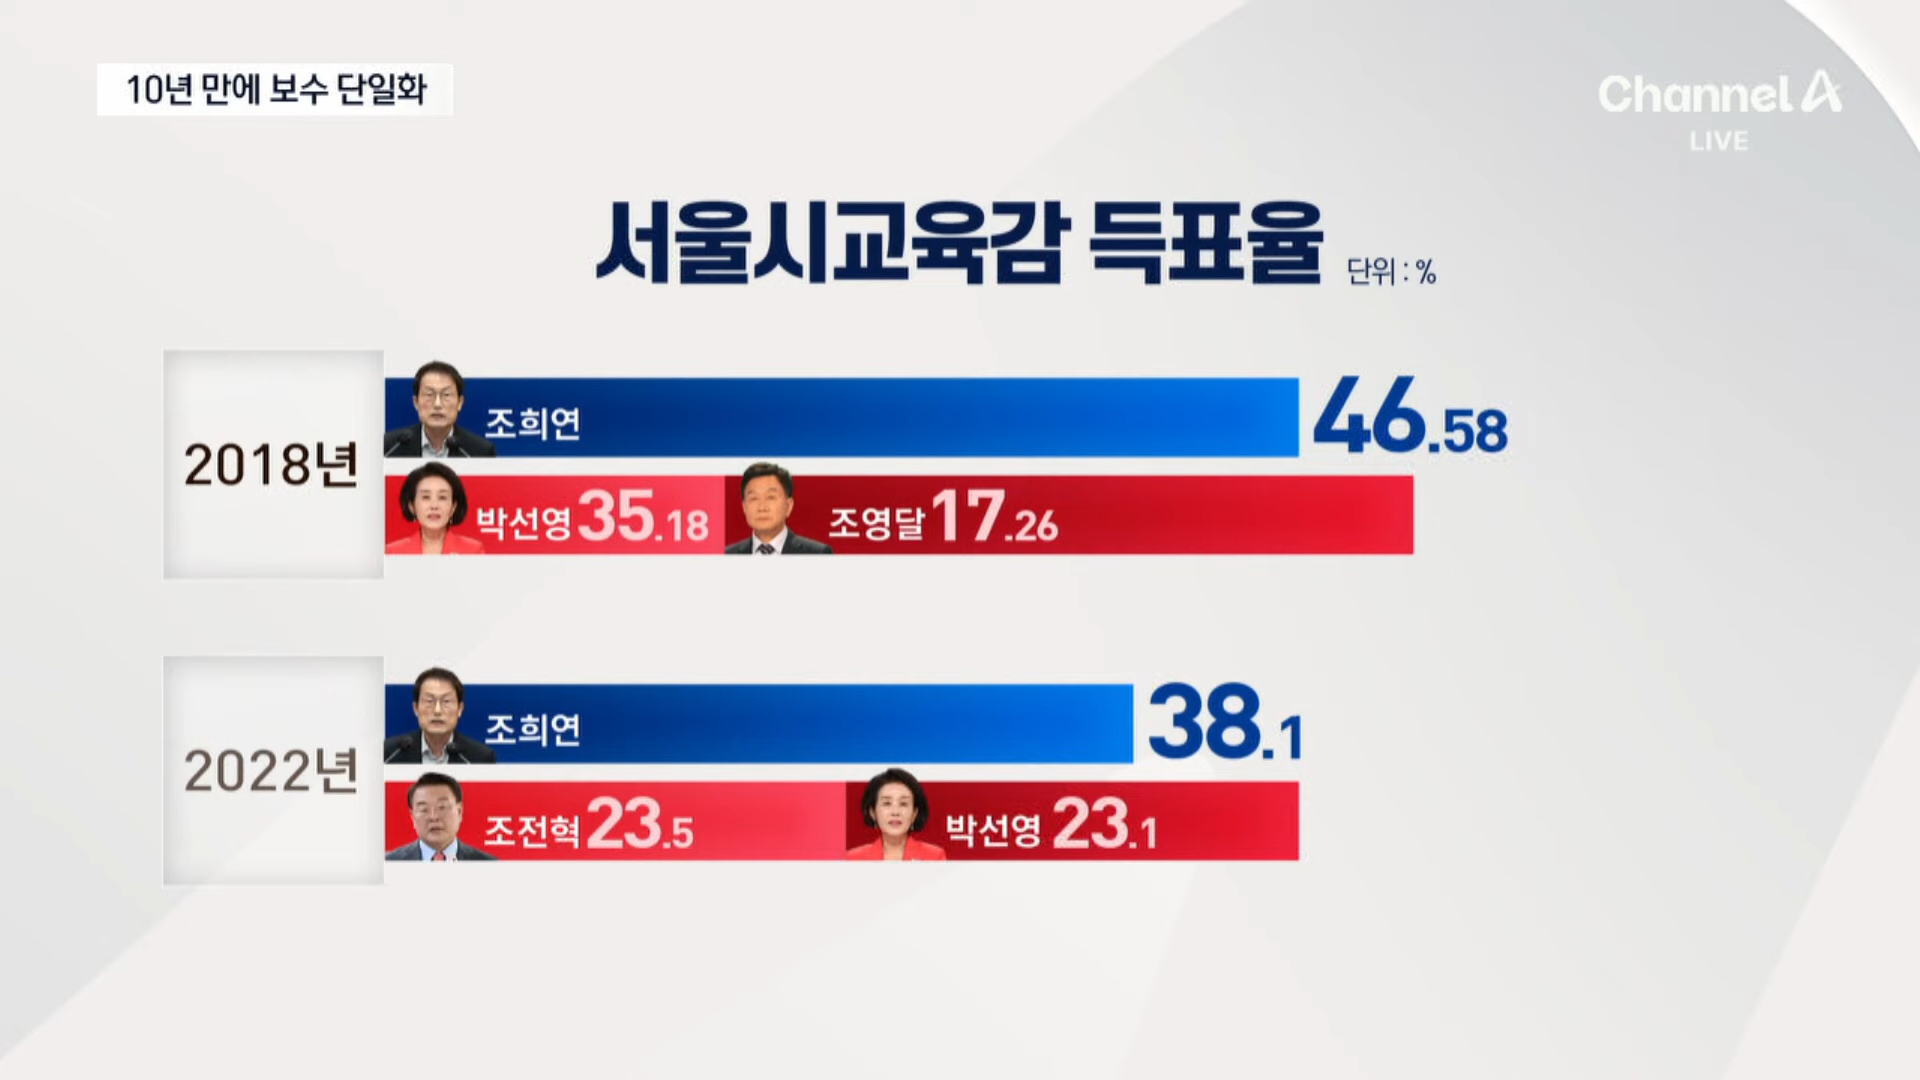 10년 만에 보수 단일화
Channel A
LIVE
서울시교육감 득표율 단위 : %
2018년
조희연 46.58
박선영 35.18 조영달 17.26
2022년
조희연 38.1
조전혁 23.5 박선영 23.1